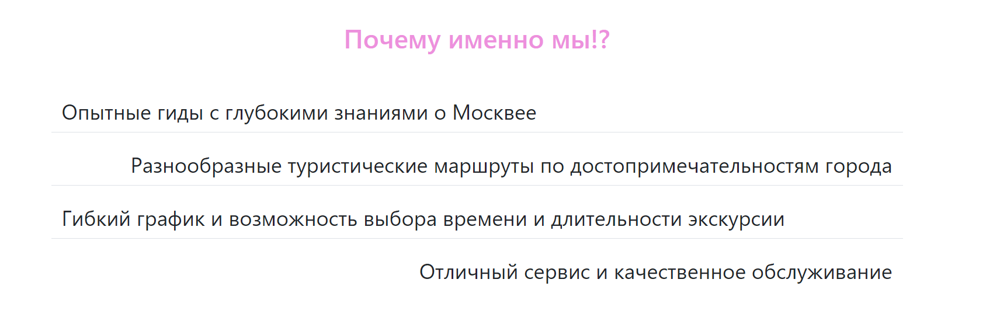 Почему именно мы!?
Опытные гиды с глубокими знаниями о Москвее
Разнообразные туристические маршруты по достопримечательностям города
Гибкий график и возможность выбора времени и длительности экскурсии
Отличный сервис и качественное обслуживание